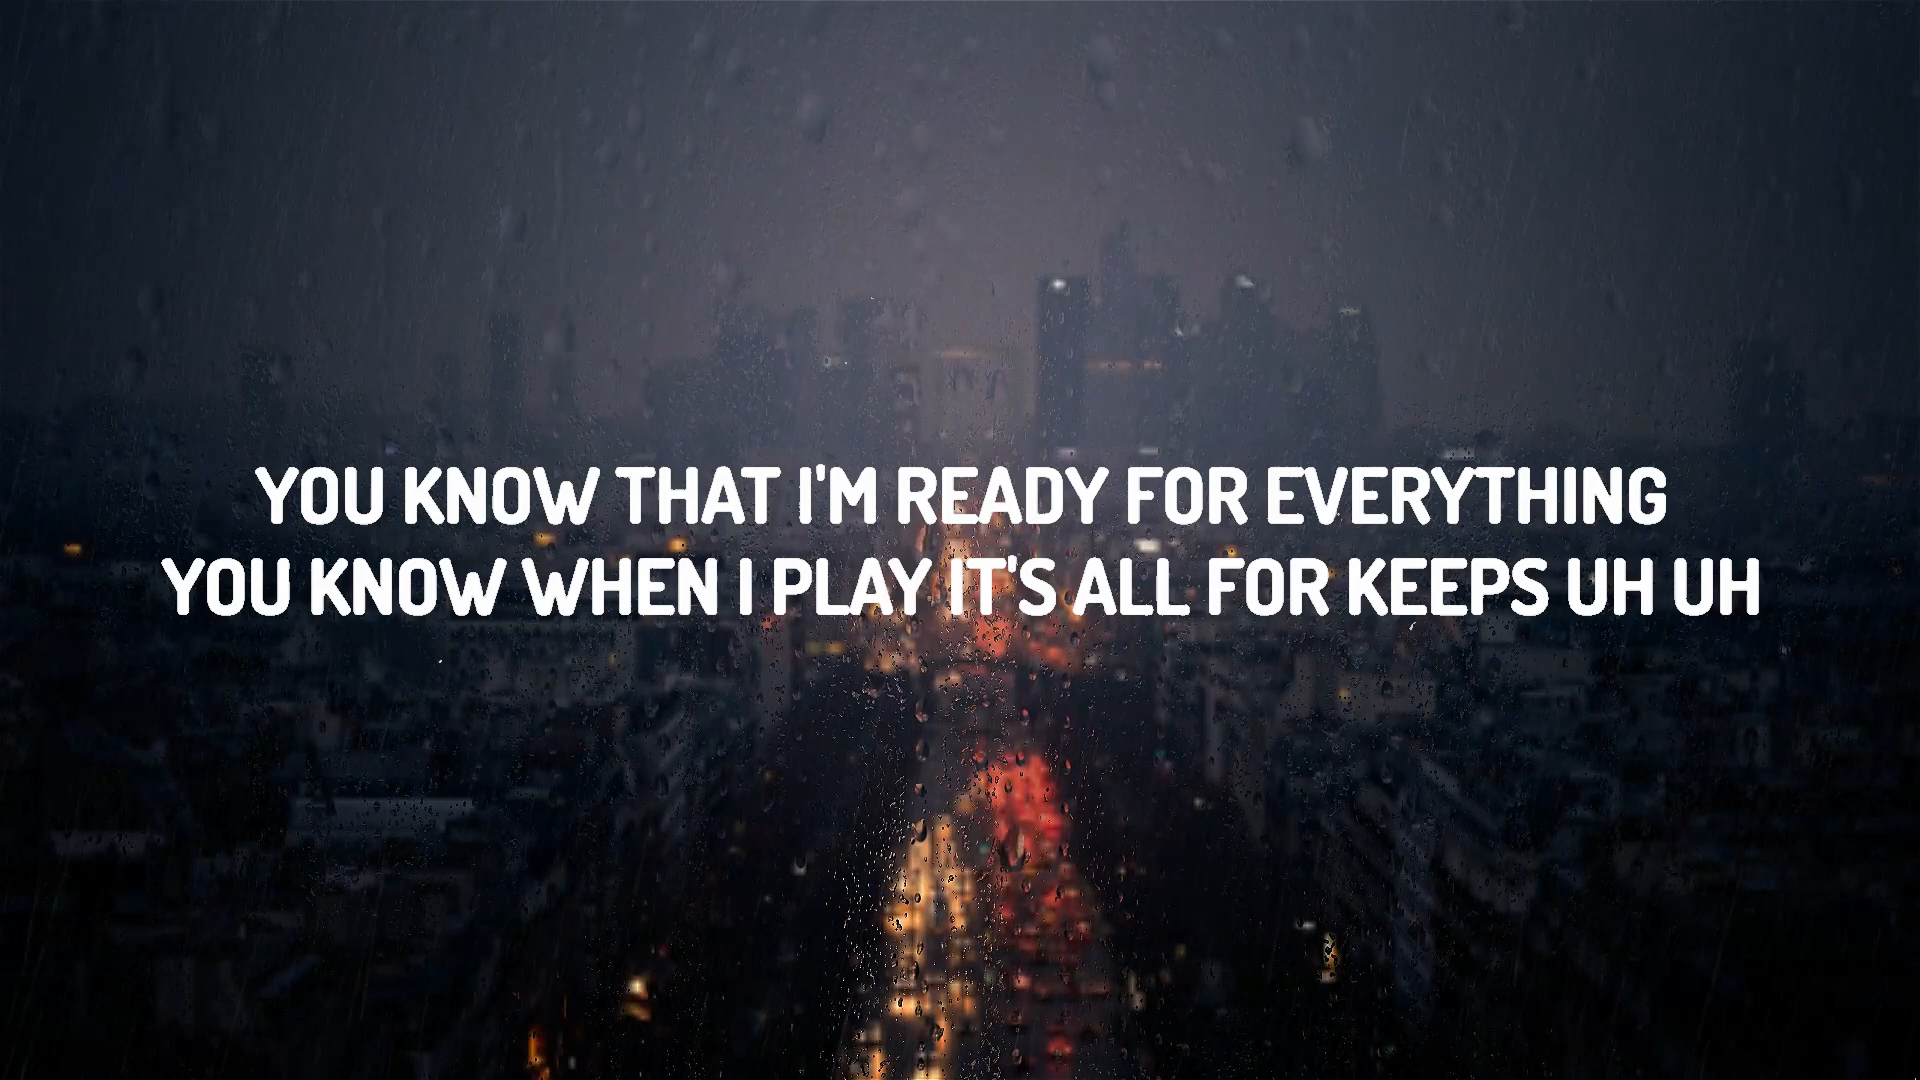 YOU KNOW THAT I'M READY FOR EVERYTHING
YOU KNOW WHEN I PLAY IT'S ALL FOR KEEPS UH UH